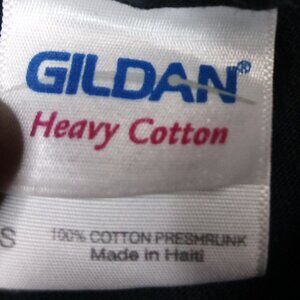 GILDAN®
Heavy Cotton
S
100% COTTON PRESHRUNK
Made in Haiti